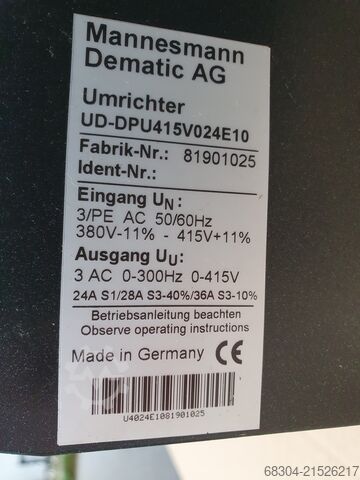 Mannesmann
Dematic AG
Umrichter
UD-DPU415V024E10
Fabrik-Nr.: 81901025
Ident-Nr.:
Eingang UN:
3/PE AC 50/60Hz
380V-11% - 415V+11%
Ausgang UU:
3 AC 0-300Hz 0-415V
24A S1/28A S3-40%/36A S3-10%
Betriebsanleitung beachten
Observe operating instructions
Made in Germany CE
U4024E1081901025
68304-21526217